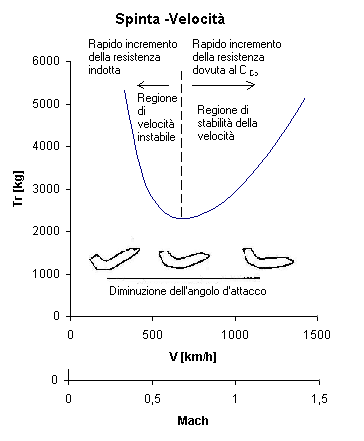 Spinta -Velocità
Rapido incremento
della resistenza
indotta
Rapido incremento
della resistenza
dovuta al C D₀
Regione
di
velocità
instabile
Regione di
stabilità della
velocità
Tr [kg]
6000
5000
4000
3000
2000
1000
0
Diminuzione dell'angolo d'attacco
0 500 1000 1500
V [km/h]
0
0 0,5 1 1,5
Mach